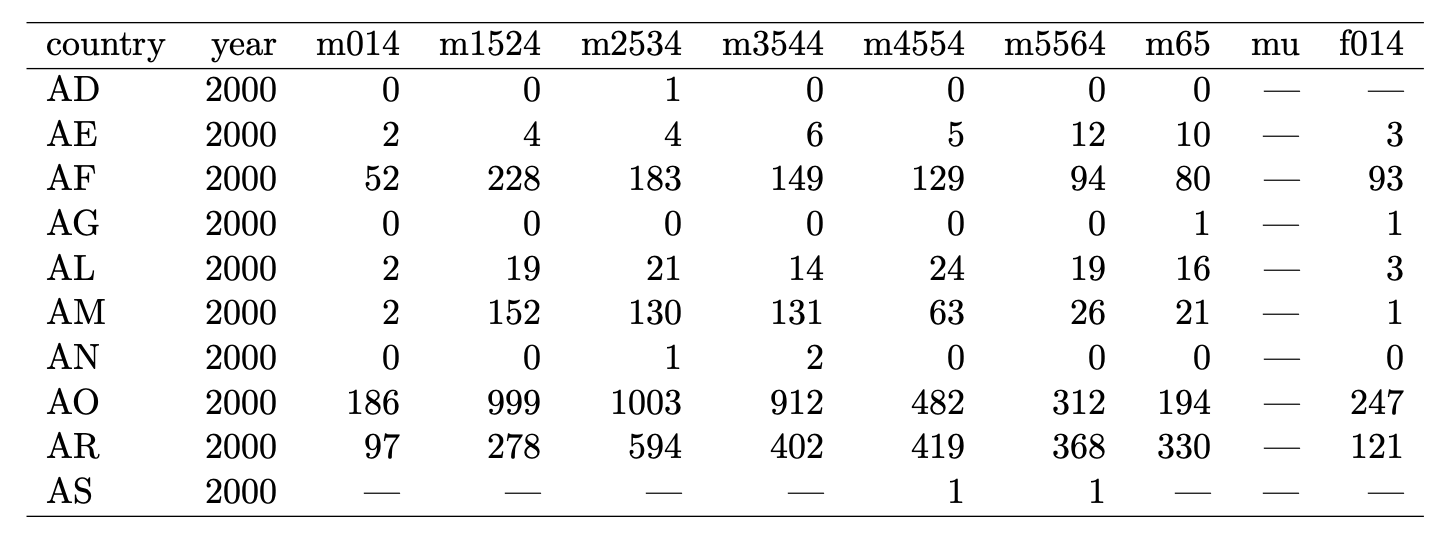 country year m014 m1524 m2534 m3544 m4554 m5564 m65 mu f014
AD 2000 0 0 1 0 0 0 0 — —
AE 2000 2 4 4 6 5 12 10 — 3
AF 2000 52 228 183 149 129 94 80 — 93
AG 2000 0 0 0 0 0 0 1 — 1
AL 2000 2 19 21 14 24 19 16 — 3
AM 2000 2 152 130 131 63 26 21 — 1
AN 2000 0 0 1 2 0 0 0 — 0
AO 2000 186 999 1003 912 482 312 194 — 247
AR 2000 97 278 594 402 419 368 330 — 121
AS 2000 — — — — 1 1 — — —